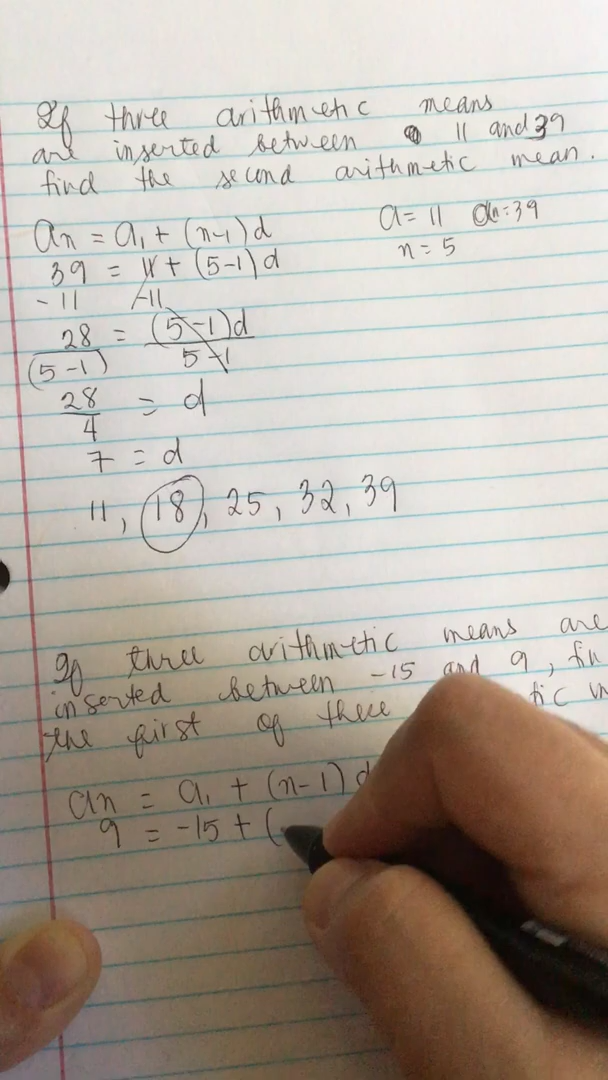 If three arithmetic means
are inserted between 11 and 39
find the second arithmetic mean.
an = a1 + (n-1)d
a = 11 an = 39
39 = 11 + (5-1)d
n = 5
-11 -11
28 = (5-1)d
(5-1) 5-1
28 = d
4
7 = d
11, 18, 25, 32, 39
If three arithmetic means are
inserted between -15 and 9,
the first of these
an = a1 + (n-1)d
9 = -15 + (